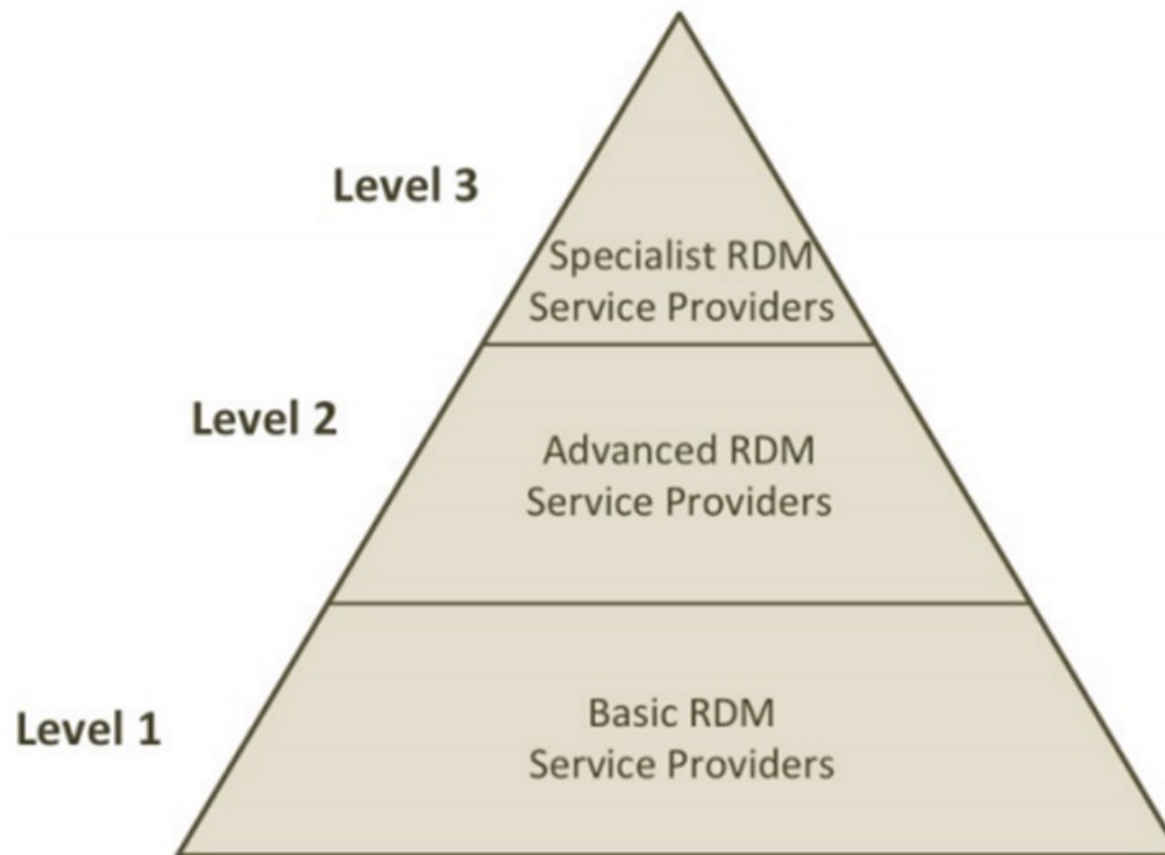 Level 3
Specialist RDM
Service Providers
Level 2
Advanced RDM
Service Providers
Level 1
Basic RDM
Service Providers